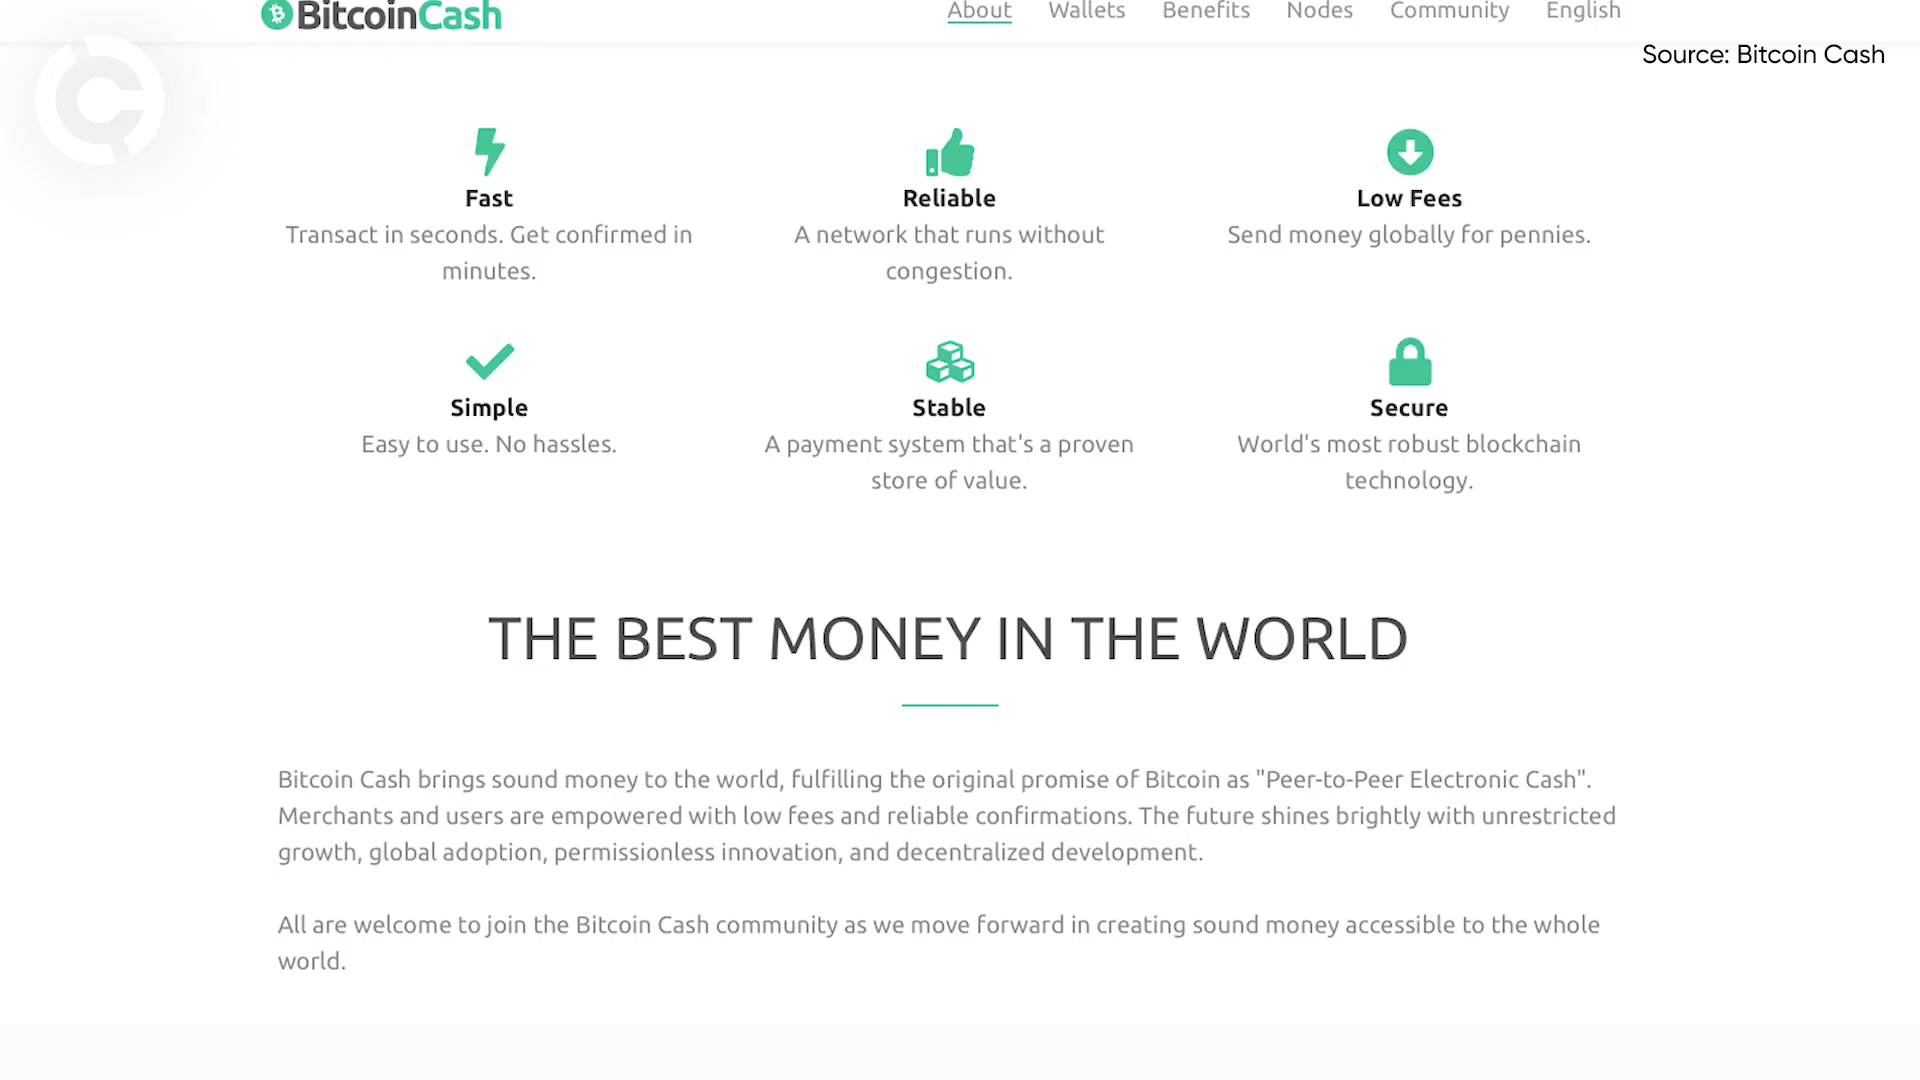 BitcoinCash
About Wallets Benefits Nodes Community English
Source: Bitcoin Cash
Fast
Transact in seconds. Get confirmed in
minutes.
Reliable
A network that runs without
congestion.
Low Fees
Send money globally for pennies.
Simple
Easy to use. No hassles.
Stable
A payment system that's a proven
store of value.
Secure
World's most robust blockchain
technology.
THE BEST MONEY IN THE WORLD
Bitcoin Cash brings sound money to the world, fulfilling the original promise of Bitcoin as "Peer-to-Peer Electronic Cash".
Merchants and users are empowered with low fees and reliable confirmations. The future shines brightly with unrestricted
growth, global adoption, permissionless innovation, and decentralized development.
All are welcome to join the Bitcoin Cash community as we move forward in creating sound money accessible to the whole
world.